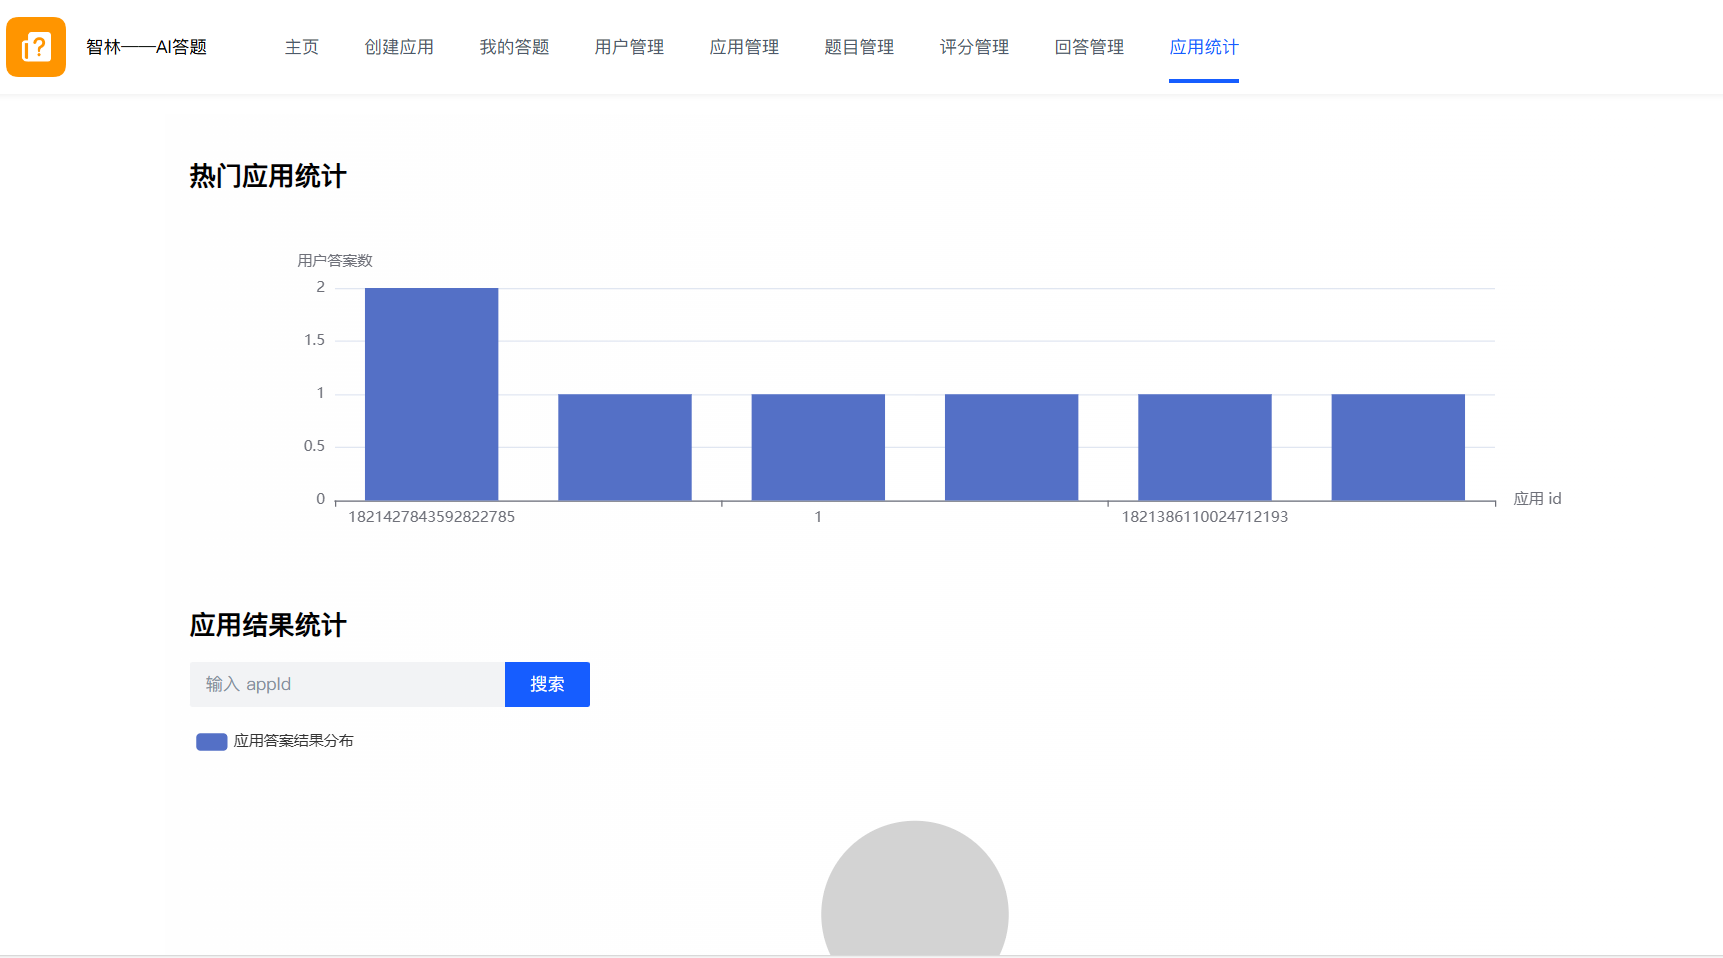 智林——AI答题 主页 创建应用 我的答题 用户管理 应用管理 题目管理 评分管理 回答管理 应用统计
热门应用统计
用户答案数
2
1.5
1
0.5
0
应用 id
1821427843592822785 1 1821386110024712193
应用结果统计
输入 appId 搜索
应用答案结果分布